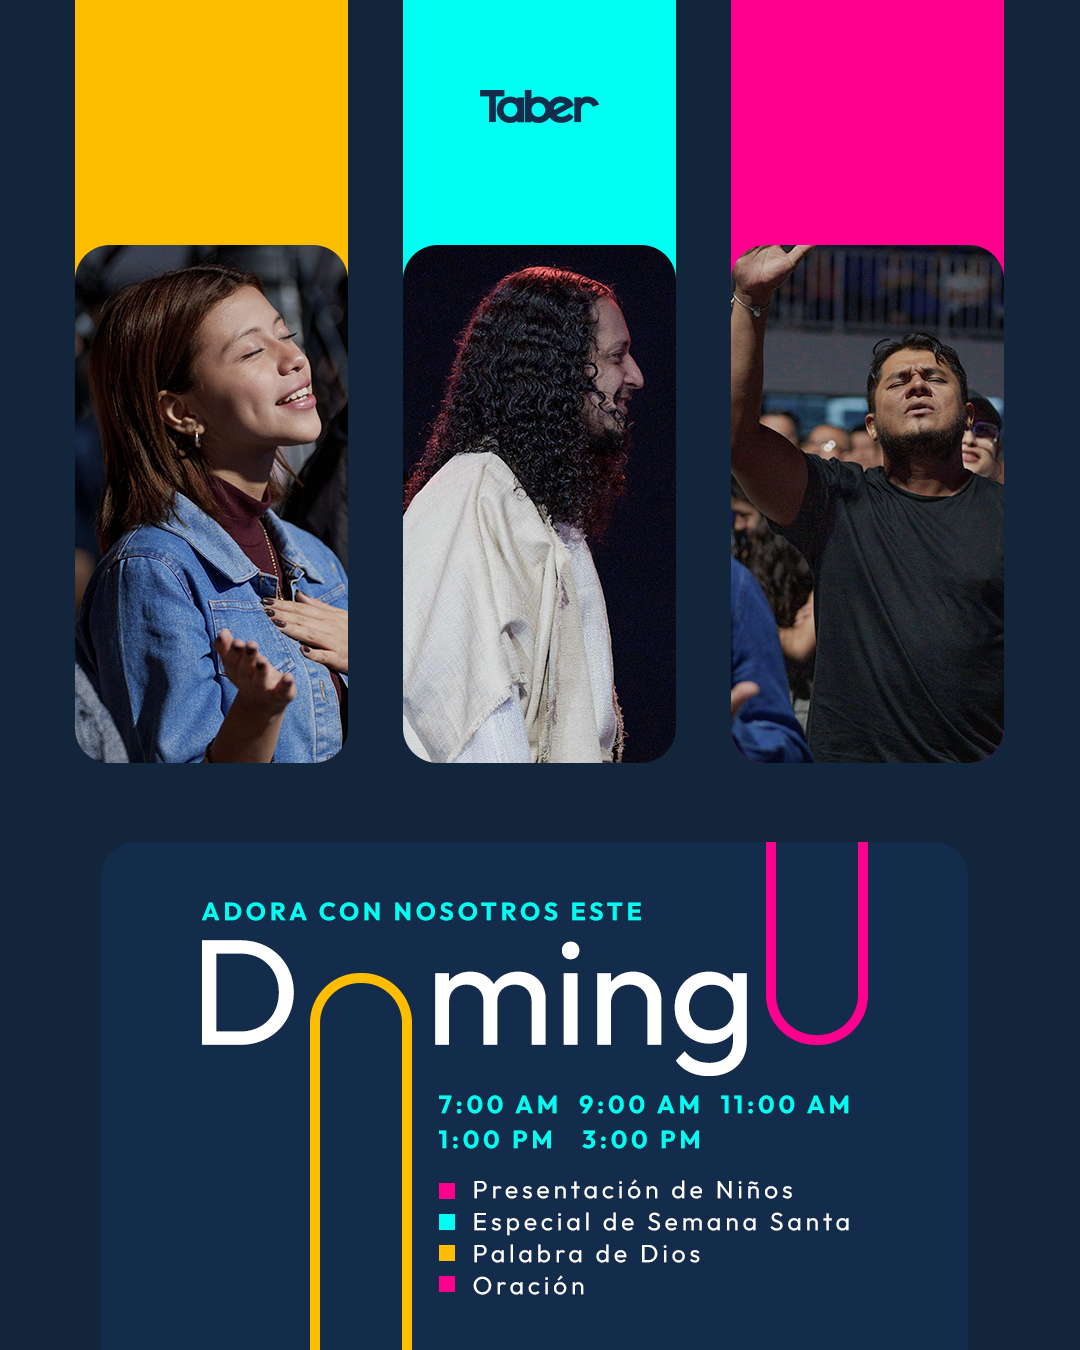 Taber
ADORA CON NOSOTROS ESTE
Domingo
7:00 AM 9:00 AM 11:00 AM
1:00 PM 3:00 PM
Presentación de Niños
Especial de Semana Santa
Palabra de Dios
Oración